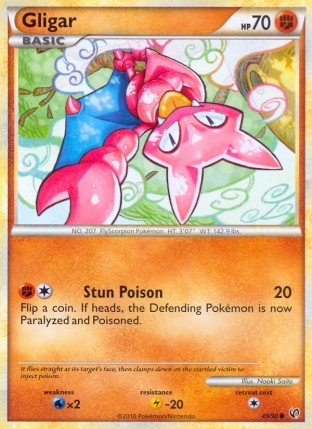 Gligar
HP 70
BASIC
NO. 207 FlyScorpion Pokémon HT: 3'07" WT: 142.9 lbs.
Stun Poison 20
Flip a coin. If heads, the Defending Pokémon is now
Paralyzed and Poisoned.
It flies straight at its target's face, then clamps down on the startled victim to
inject poison.
Illus. Naoki Saito
weakness resistance retreat cost
×2 -20
©2010 Pokémon/Nintendo 49/90